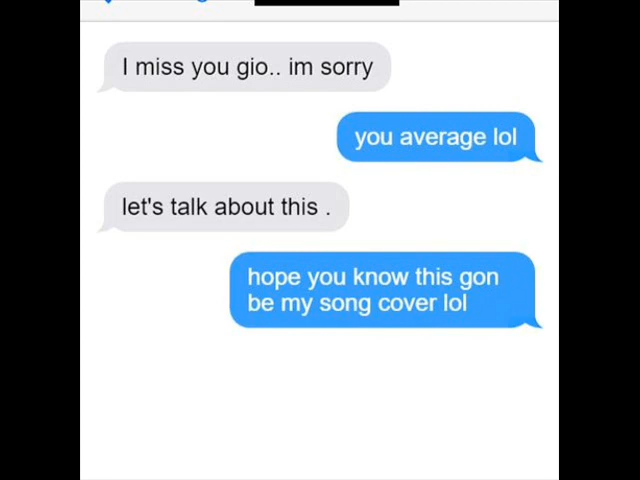 I miss you gio.. im sorry
you average lol
let's talk about this .
hope you know this gon
be my song cover lol